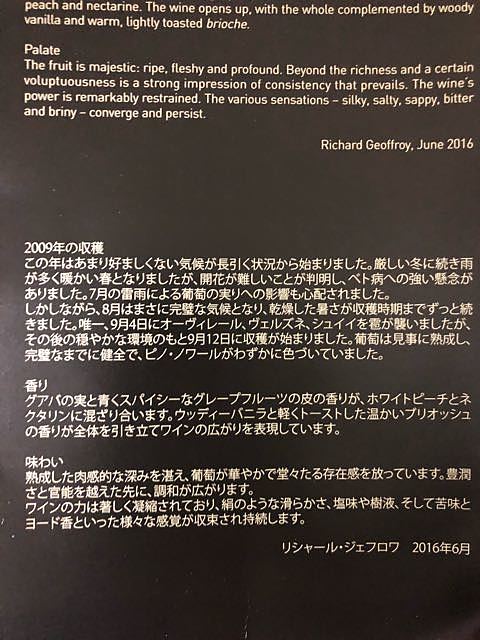 peach and nectarine. The wine opens up, with the whole complemented by woody
vanilla and warm, lightly toasted brioche.
Palate
The fruit is majestic: ripe, fleshy and profound. Beyond the richness and a certain
voluptuousness is a strong impression of consistency that prevails. The wine's
power is remarkably restrained. The various sensations – silky, salty, sappy, bitter
and briny – converge and persist.
Richard Geoffroy, June 2016
2009年の収穫
この年はあまり好ましくない気候が長引く状況から始まりました。厳しい冬に続き雨
が多く暖かい春となりましたが、開花が難しいことが判明し、ベト病への強い懸念が
ありました。7月の雷雨による葡萄の実りへの影響も心配されました。
しかしながら、8月はまさに完璧な気候となり、乾燥した暑さが収穫時期までずっと続
きました。唯一、9月4日にオーヴィレール、ヴェルズネ、シュイイを雹が襲いましたが、
その後の穏やかな環境のもと9月12日に収穫が始まりました。葡萄は見事に熟成し、
完璧なまでに健全で、ピノ・ノワールがわずかに色づいていました。
香り
グアバの実と青くスパイシーなグレープフルーツの皮の香りが、ホワイトピーチとネ
クタリンに混ざり合います。ウッディーバニラと軽くトーストした温かいブリオッシュ
の香りが全体を引き立てワインの広がりを表現しています。
味わい
熟成した肉感的な深みを湛え、葡萄が華やかで堂々たる存在感を放っています。豊潤
さと官能を越えた先に、調和が広がります。
ワインの力は著しく凝縮されており、絹のような滑らかさ、塩味や樹液、そして苦味と
ヨード香といった様々な感覚が収束され持続します。
リシャール・ジェフロワ 2016年6月